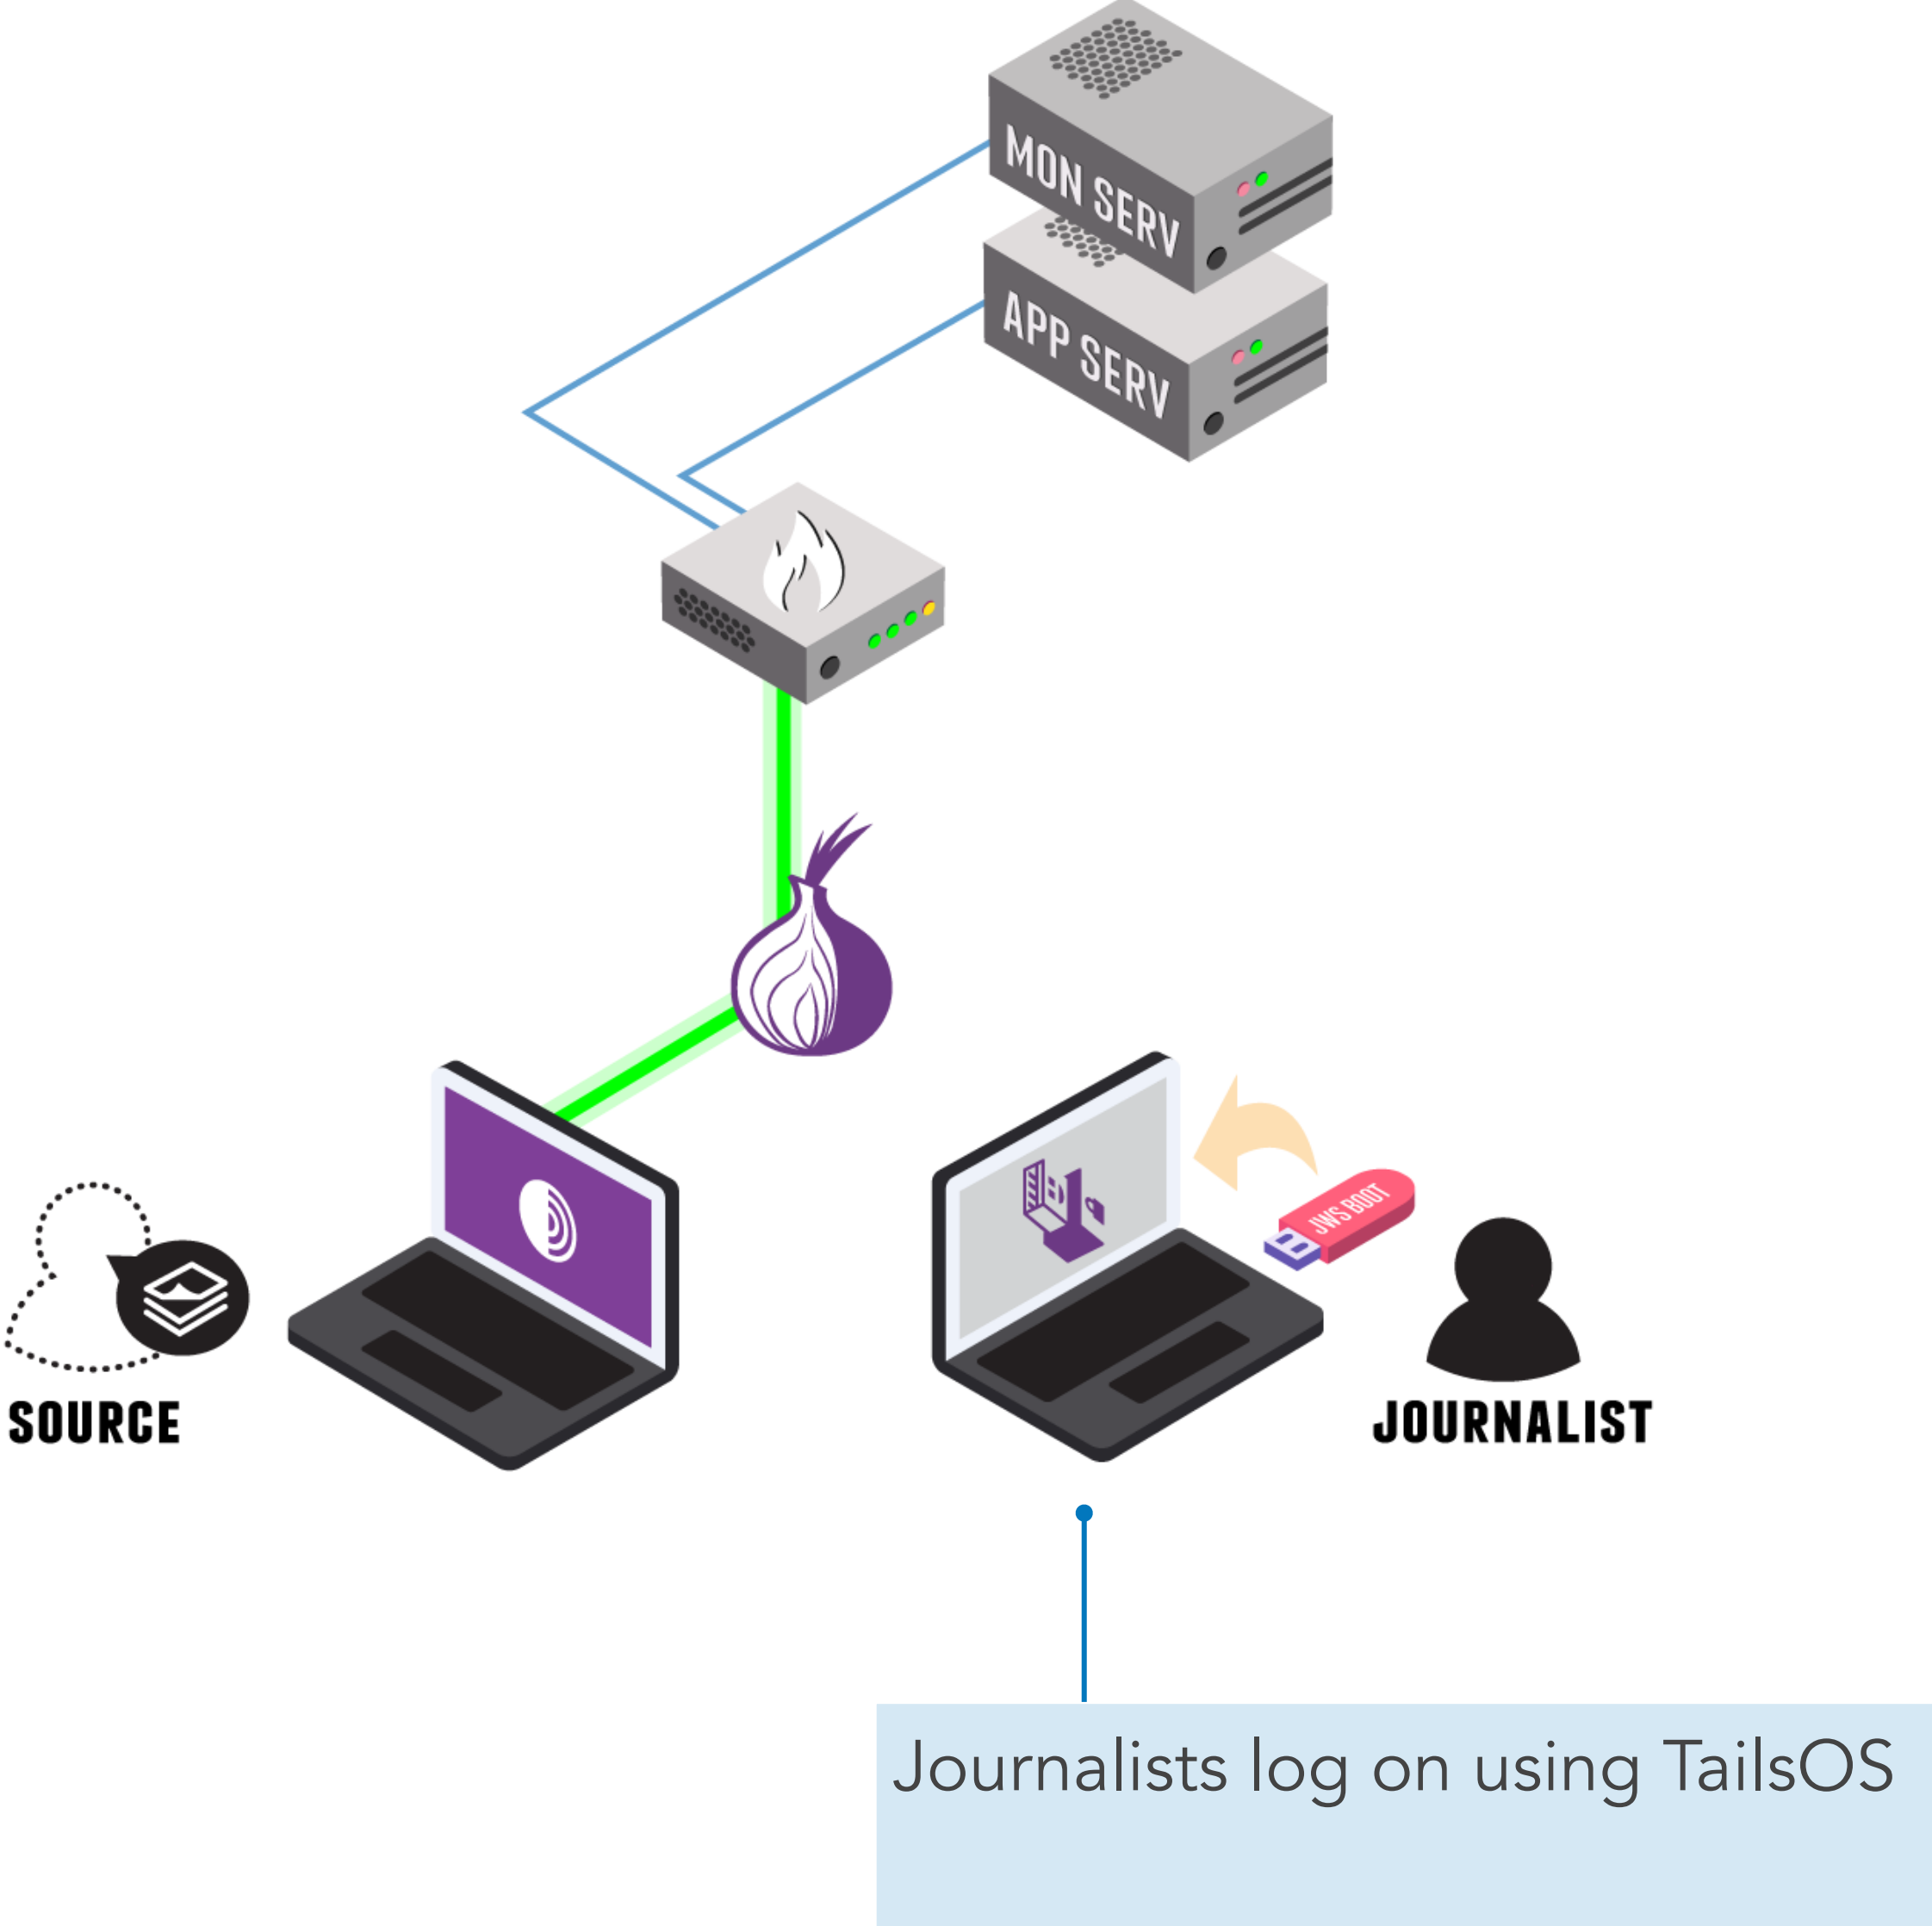 MON SERV
APP SERV
JWS BOOT
SOURCE
JOURNALIST
Journalists log on using TailsOS